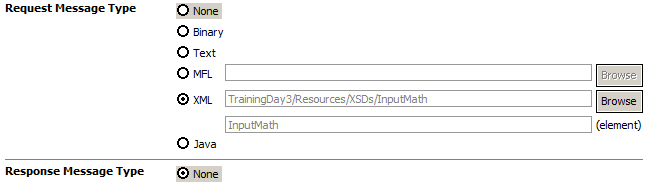 Request Message Type None
Binary
Text
MFL Browse
XML TrainingDay3/Resources/XSDs/InputMath Browse
InputMath (element)
Java
Response Message Type None